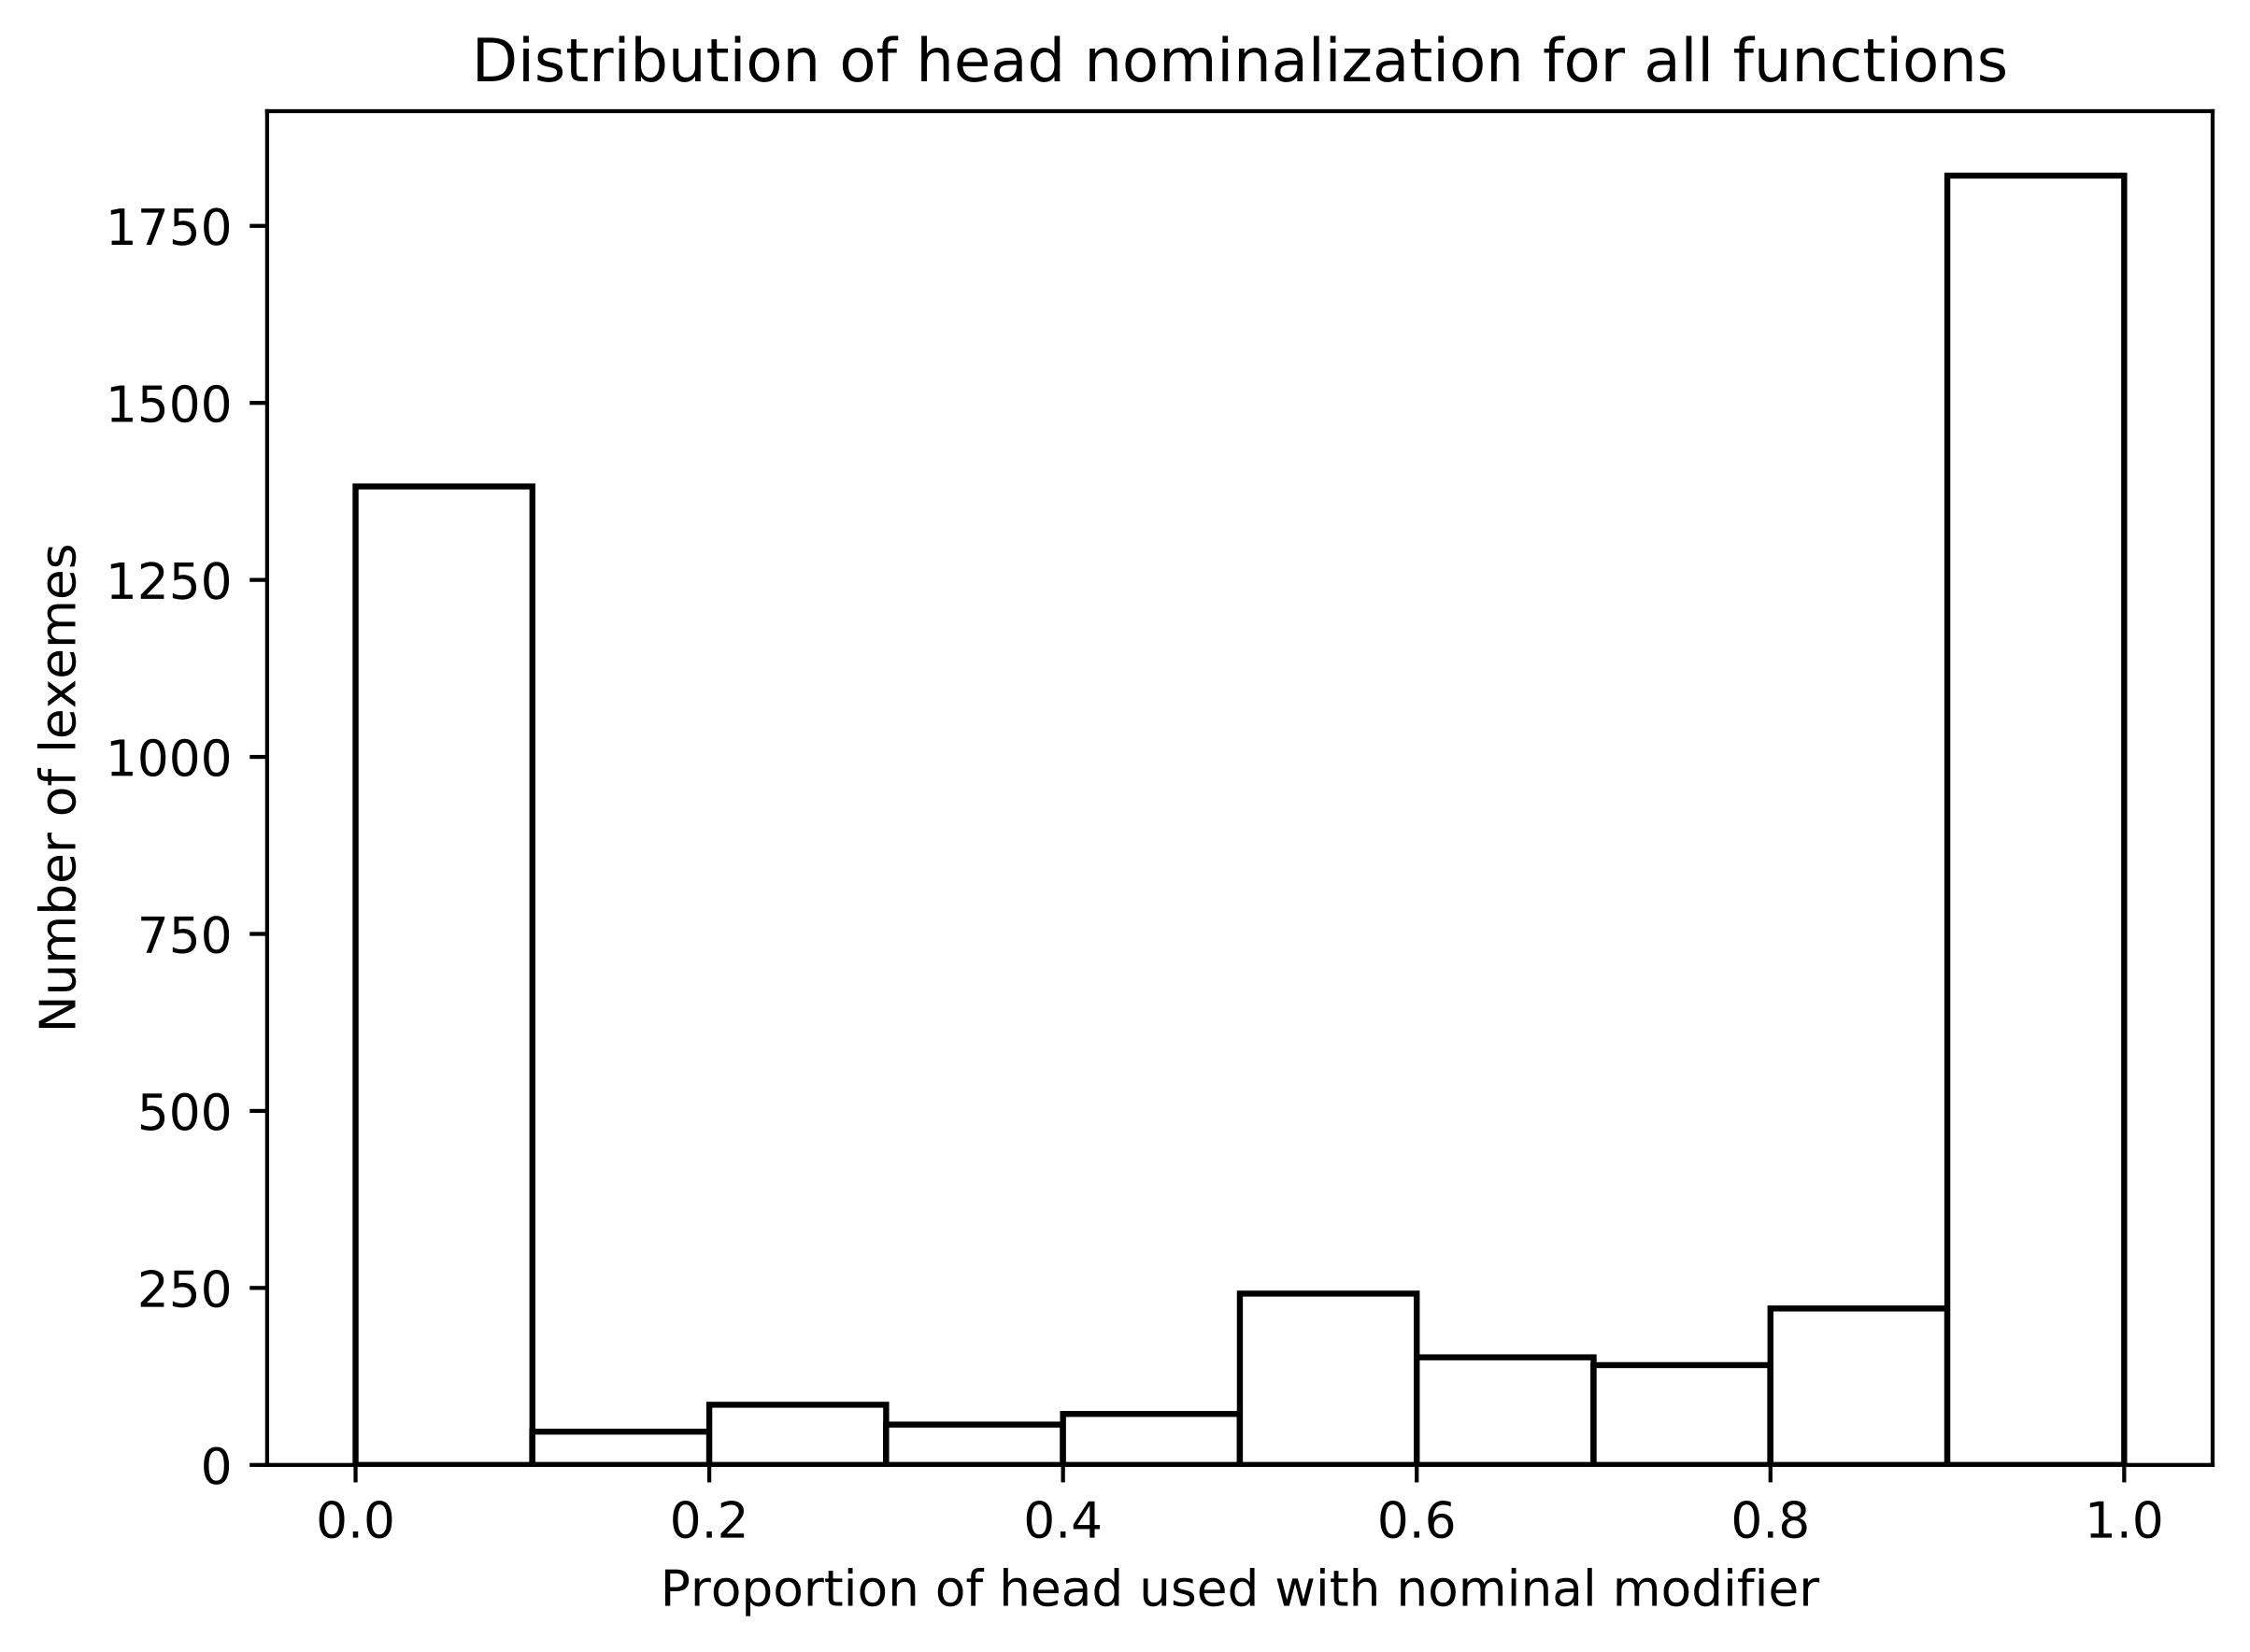 Distribution of head nominalization for all functions
Number of lexemes
1750
1500
1250
1000
750
500
250
0
0.0 0.2 0.4 0.6 0.8 1.0
Proportion of head used with nominal modifier